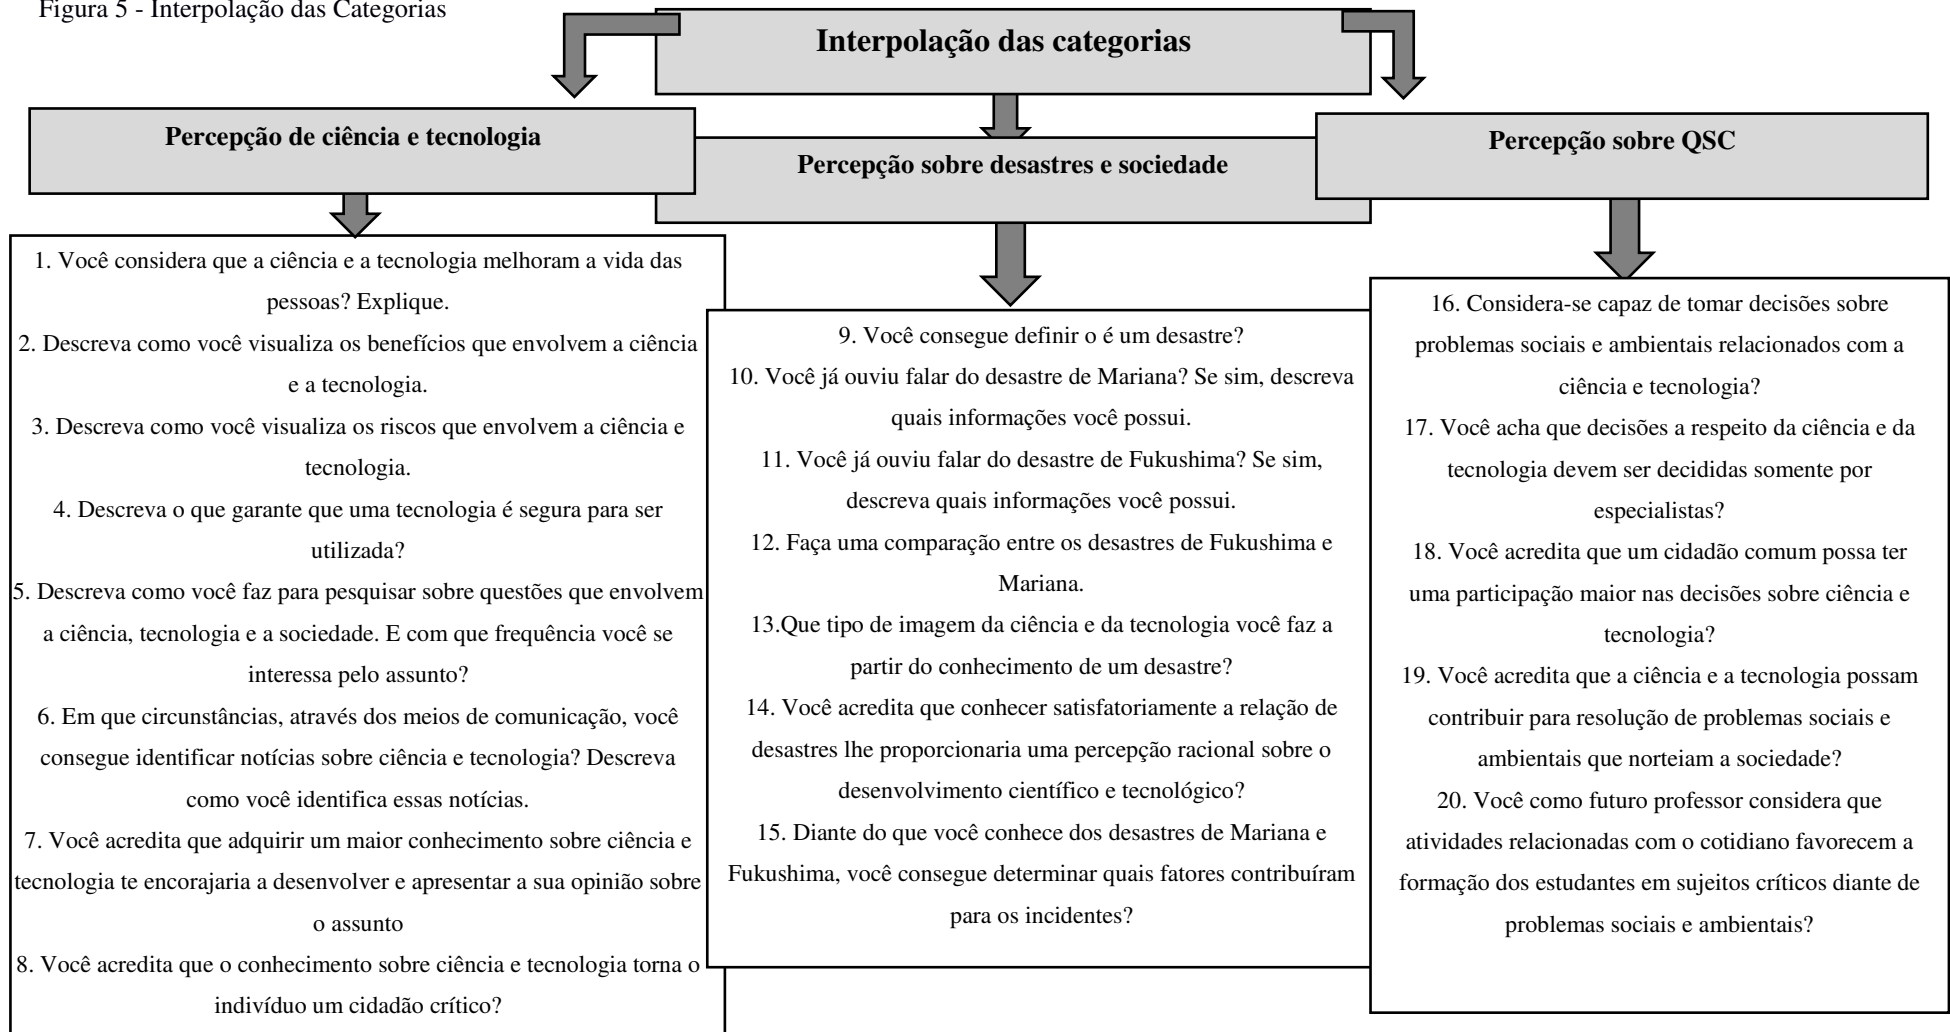 Figura 5 - Interpolação das Categorias
Interpolação das categorias
Percepção de ciência e tecnologia
1. Você considera que a ciência e a tecnologia melhoram a vida das
pessoas? Explique.
2. Descreva como você visualiza os benefícios que envolvem a ciência
e a tecnologia.
3. Descreva como você visualiza os riscos que envolvem a ciência e
tecnologia.
4. Descreva o que garante que uma tecnologia é segura para ser
utilizada?
5. Descreva como você faz para pesquisar sobre questões que envolvem
a ciência, tecnologia e a sociedade. E com que frequência você se
interessa pelo assunto?
6. Em que circunstâncias, através dos meios de comunicação, você
consegue identificar notícias sobre ciência e tecnologia? Descreva
como você identifica essas notícias.
7. Você acredita que adquirir um maior conhecimento sobre ciência e
tecnologia te encorajaria a desenvolver e apresentar a sua opinião sobre
o assunto
8. Você acredita que o conhecimento sobre ciência e tecnologia torna o
indivíduo um cidadão crítico?
Percepção sobre desastres e sociedade
9. Você consegue definir o é um desastre?
10. Você já ouviu falar do desastre de Mariana? Se sim, descreva
quais informações você possui.
11. Você já ouviu falar do desastre de Fukushima? Se sim,
descreva quais informações você possui.
12. Faça uma comparação entre os desastres de Fukushima e
Mariana.
13.Que tipo de imagem da ciência e da tecnologia você faz a
partir do conhecimento de um desastre?
14. Você acredita que conhecer satisfatoriamente a relação de
desastres lhe proporcionaria uma percepção racional sobre o
desenvolvimento científico e tecnológico?
15. Diante do que você conhece dos desastres de Mariana e
Fukushima, você consegue determinar quais fatores contribuíram
para os incidentes?
Percepção sobre QSC
16. Considera-se capaz de tomar decisões sobre
problemas sociais e ambientais relacionados com a
ciência e tecnologia?
17. Você acha que decisões a respeito da ciência e da
tecnologia devem ser decididas somente por
especialistas?
18. Você acredita que um cidadão comum possa ter
uma participação maior nas decisões sobre ciência e
tecnologia?
19. Você acredita que a ciência e a tecnologia possam
contribuir para resolução de problemas sociais e
ambientais que norteiam a sociedade?
20. Você como futuro professor considera que
atividades relacionadas com o cotidiano favorecem a
formação dos estudantes em sujeitos críticos diante de
problemas sociais e ambientais?